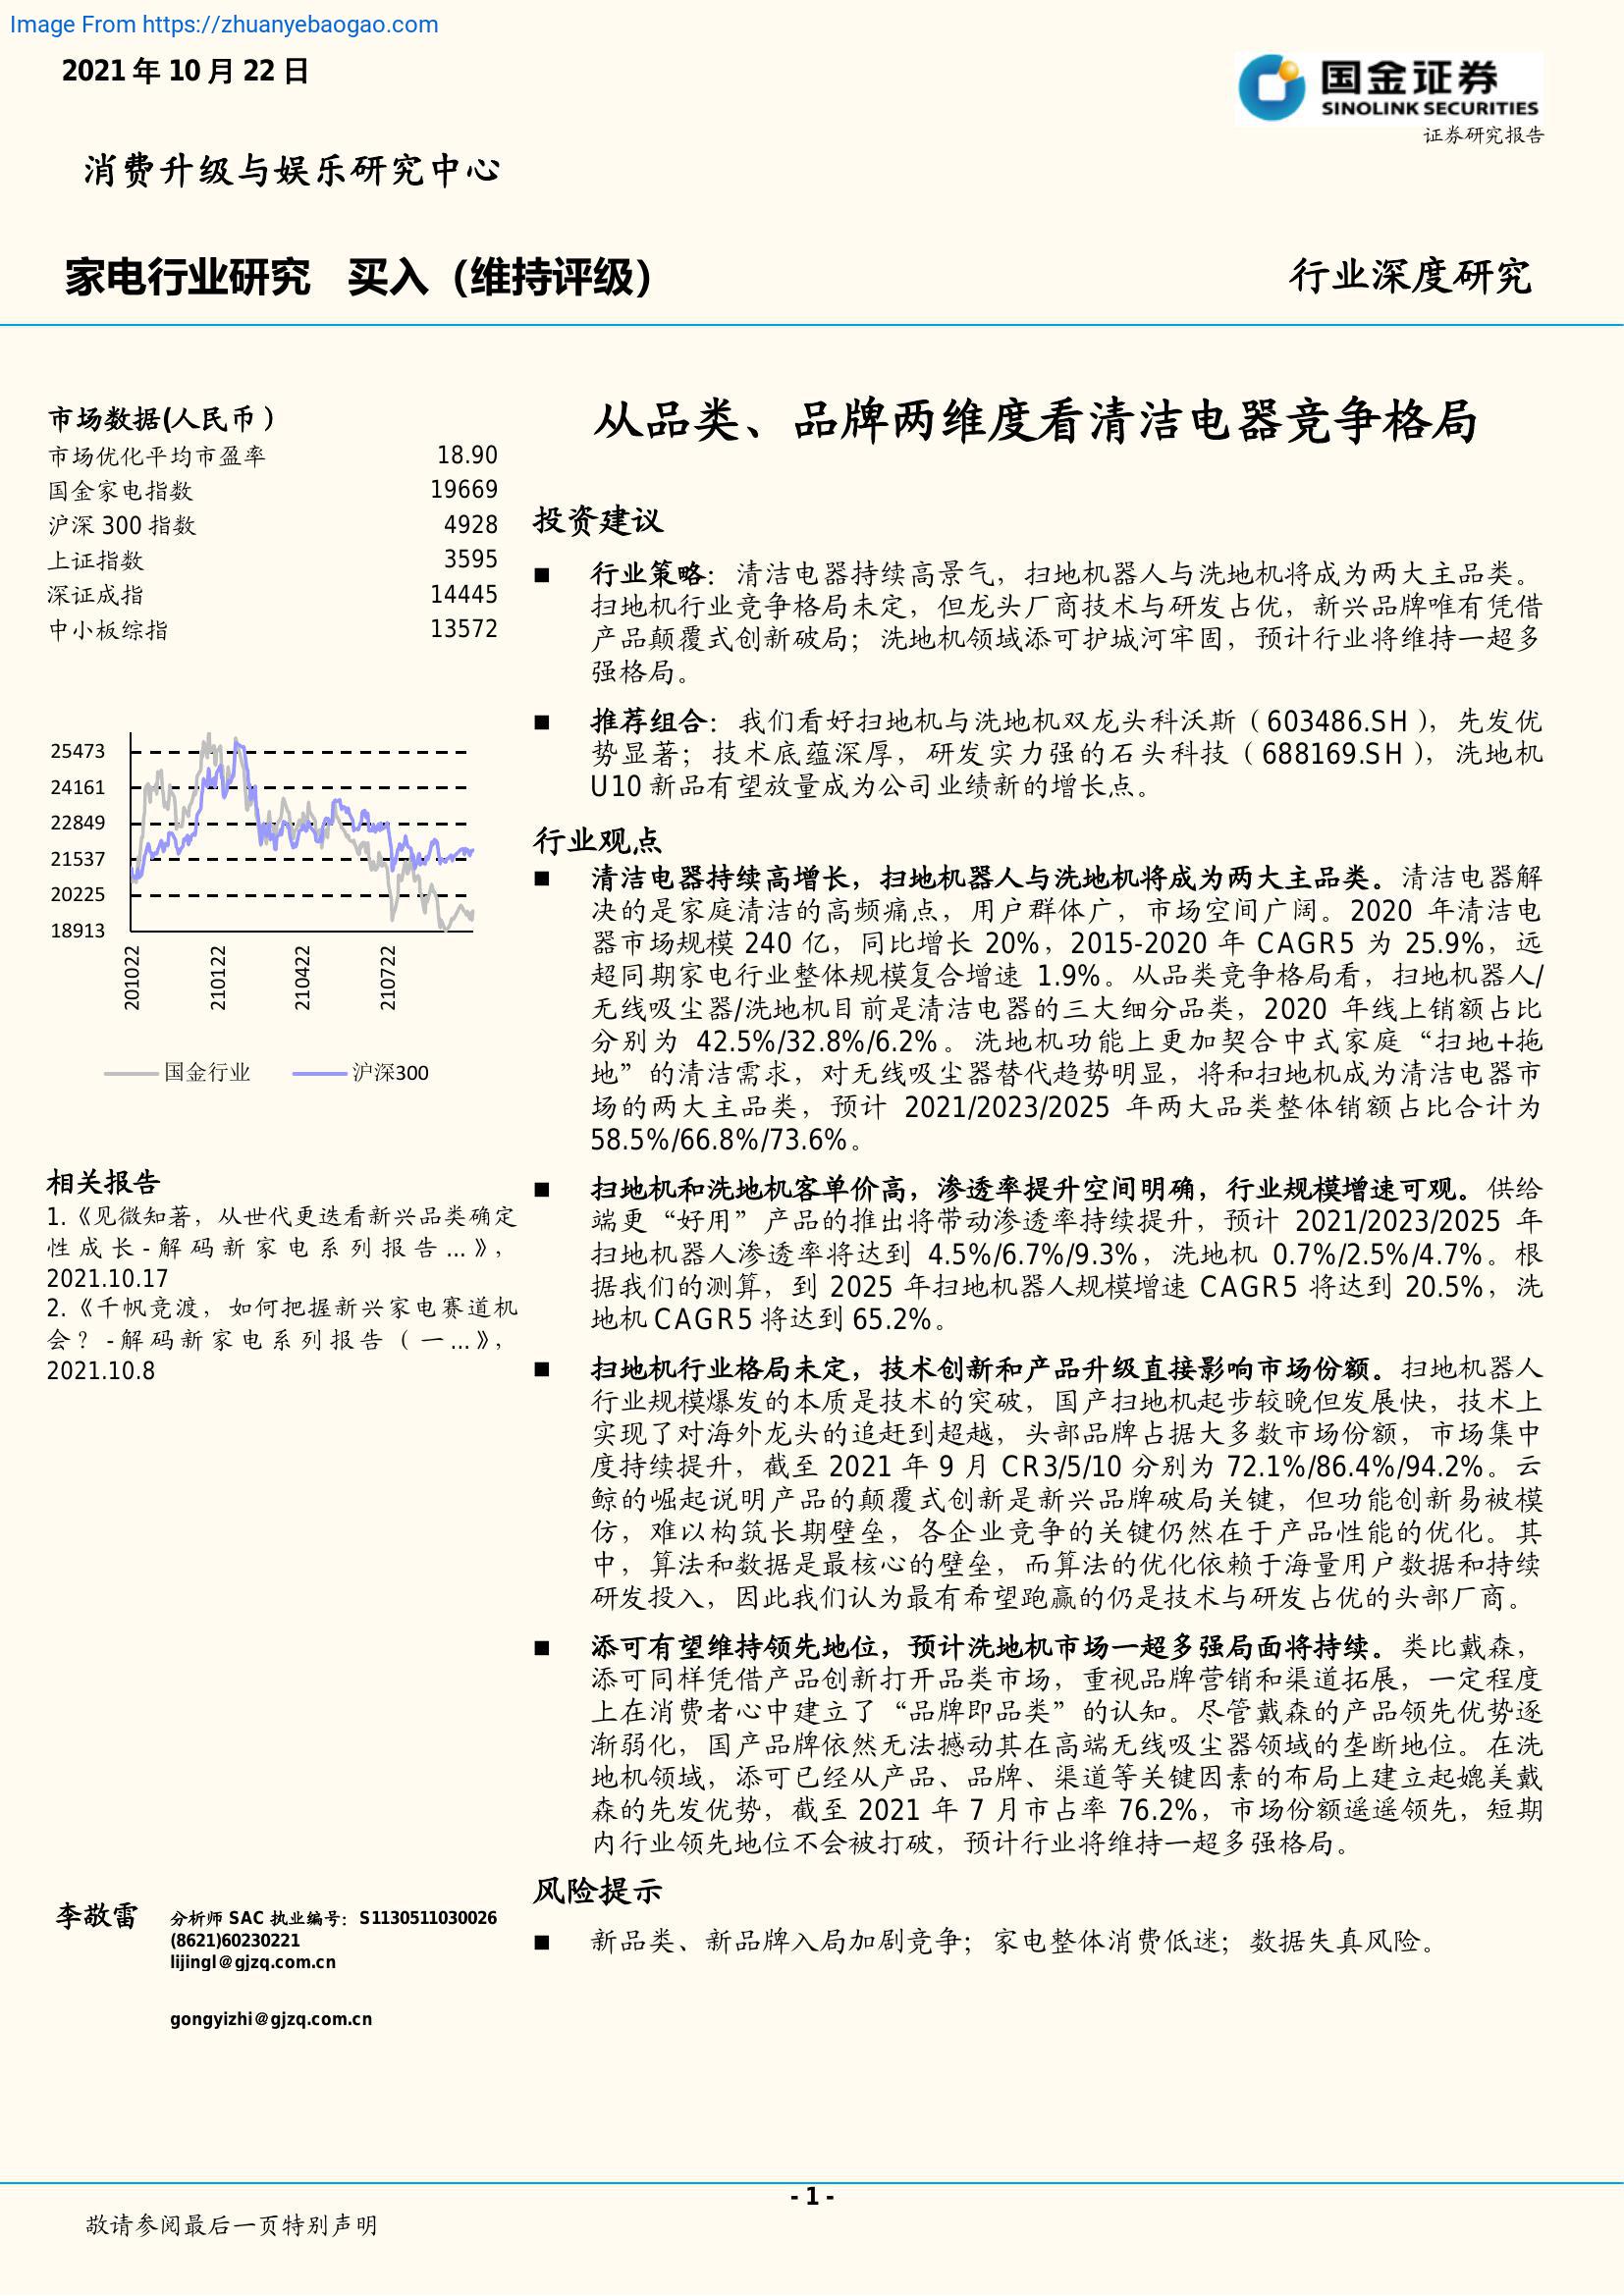 Image From https://zhuanyebaogao.com
2021 年 10 月 22 日
国金证券
SINOLINK SECURITIES
证券研究报告
消费升级与娱乐研究中心
家电行业研究 买入（维持评级）
行业深度研究
市场数据(人民币）
市场优化平均市盈率 18.90
国金家电指数 19669
沪深 300 指数 4928
上证指数 3595
深证成指 14445
中小板综指 13572
25473
24161
22849
21537
20225
18913
201022
210122
210422
210722
国金行业 沪深300
相关报告
1.《见微知著，从世代更迭看新兴品类确定
性成长-解码新家电系列报告...》，
2021.10.17
2.《千帆竞渡，如何把握新兴家电赛道机
会？-解码新家电系列报告（一...》，
2021.10.8
李敬雷 分析师 SAC 执业编号：S1130511030026
(8621)60230221
lijingl@gjzq.com.cn
gongyizhi@gjzq.com.cn
从品类、品牌两维度看清洁电器竞争格局
投资建议
■ 行业策略：清洁电器持续高景气，扫地机器人与洗地机将成为两大主品类。
扫地机行业竞争格局未定，但龙头厂商技术与研发占优，新兴品牌唯有凭借
产品颠覆式创新破局；洗地机领域添可护城河牢固，预计行业将维持一超多
强格局。
■ 推荐组合：我们看好扫地机与洗地机双龙头科沃斯（603486.SH），先发优
势显著；技术底蕴深厚，研发实力强的石头科技（688169.SH），洗地机
U10 新品有望放量成为公司业绩新的增长点。
行业观点
■ 清洁电器持续高增长，扫地机器人与洗地机将成为两大主品类。清洁电器解
决的是家庭清洁的高频痛点，用户群体广，市场空间广阔。2020 年清洁电
器市场规模 240 亿，同比增长 20%，2015-2020 年 CAGR5 为 25.9%，远
超同期家电行业整体规模复合增速 1.9%。从品类竞争格局看，扫地机器人/
无线吸尘器/洗地机目前是清洁电器的三大细分品类，2020 年线上销额占比
分别为 42.5%/32.8%/6.2%。洗地机功能上更加契合中式家庭“扫地+拖
地”的清洁需求，对无线吸尘器替代趋势明显，将和扫地机成为清洁电器市
场的两大主品类，预计 2021/2023/2025 年两大品类整体销额占比合计为
58.5%/66.8%/73.6%。
■ 扫地机和洗地机客单价高，渗透率提升空间明确，行业规模增速可观。供给
端更“好用”产品的推出将带动渗透率持续提升，预计 2021/2023/2025 年
扫地机器人渗透率将达到 4.5%/6.7%/9.3%，洗地机 0.7%/2.5%/4.7%。根
据我们的测算，到 2025 年扫地机器人规模增速 CAGR5 将达到 20.5%，洗
地机 CAGR5 将达到 65.2%。
■ 扫地机行业格局未定，技术创新和产品升级直接影响市场份额。扫地机器人
行业规模爆发的本质是技术的突破，国产扫地机起步较晚但发展快，技术上
实现了对海外龙头的追赶到超越，头部品牌占据大多数市场份额，市场集中
度持续提升，截至 2021 年 9 月 CR3/5/10 分别为 72.1%/86.4%/94.2%。云
鲸的崛起说明产品的颠覆式创新是新兴品牌破局关键，但功能创新易被模
仿，难以构筑长期壁垒，各企业竞争的关键仍然在于产品性能的优化。其
中，算法和数据是最核心的壁垒，而算法的优化依赖于海量用户数据和持续
研发投入，因此我们认为最有希望跑赢的仍是技术与研发占优的头部厂商。
■ 添可有望维持领先地位，预计洗地机市场一超多强局面将持续。类比戴森，
添可同样凭借产品创新打开品类市场，重视品牌营销和渠道拓展，一定程度
上在消费者心中建立了“品牌即品类”的认知。尽管戴森的产品领先优势逐
渐弱化，国产品牌依然无法撼动其在高端无线吸尘器领域的垄断地位。在洗
地机领域，添可已经从产品、品牌、渠道等关键因素的布局上建立起媲美戴
森的先发优势，截至 2021 年 7 月市占率 76.2%，市场份额遥遥领先，短期
内行业领先地位不会被打破，预计行业将维持一超多强格局。
风险提示
■ 新品类、新品牌入局加剧竞争；家电整体消费低迷；数据失真风险。
- 1 -
敬请参阅最后一页特别声明